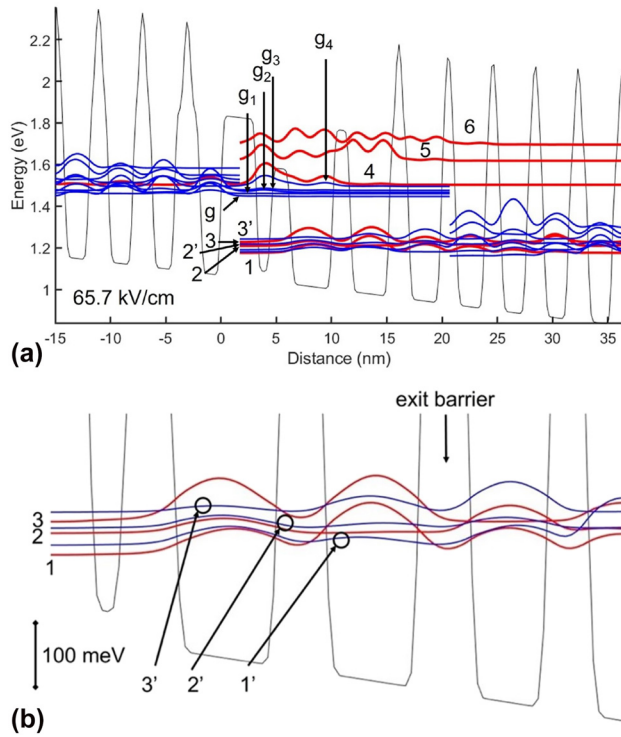 2.2
2
1.8
1.6
1.4
1.2
1
Energy (eV)
g4
g3
g2
g1
6
5
4
g
3'
3
2'
2
1
65.7 kV/cm
-15 -10 -5 0 5 10 15 20 25 30 35
Distance (nm)
(a)
exit barrier
3
2
1
100 meV
3' 2' 1'
(b)